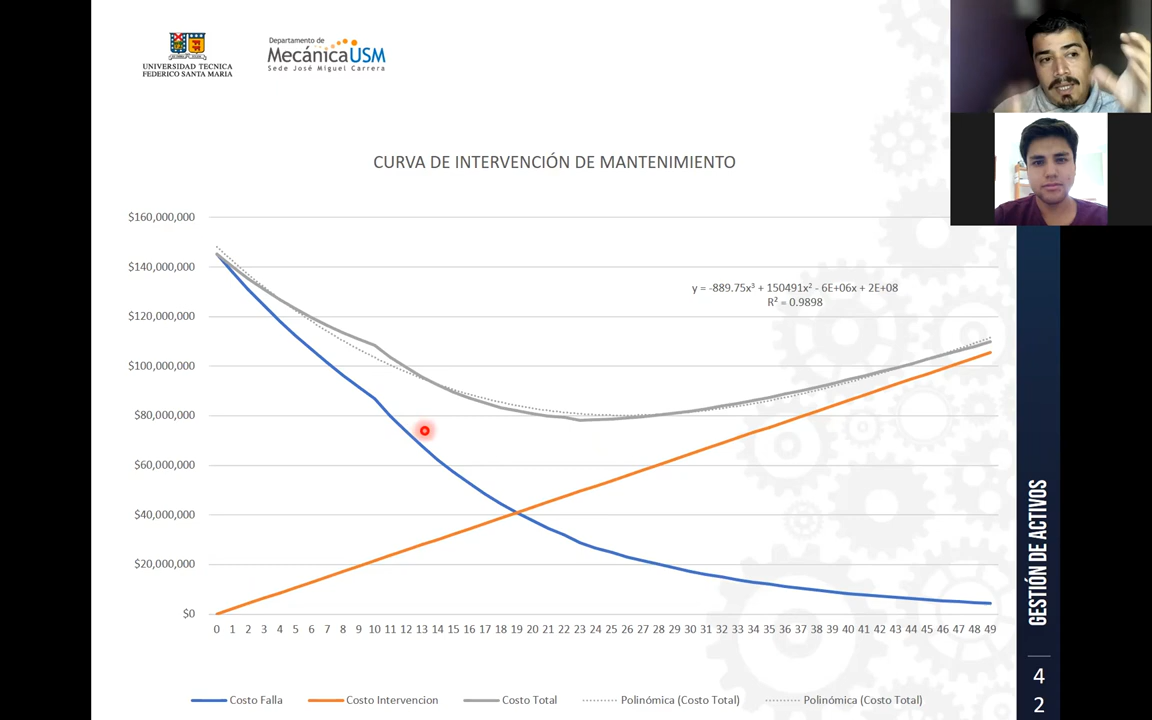 UNIVERSIDAD TECNICA
FEDERICO SANTA MARIA
Departamento de
MecánicaUSM
Sede José Miguel Carrera
CURVA DE INTERVENCIÓN DE MANTENIMIENTO
$160,000,000
$140,000,000
$120,000,000
$100,000,000
$80,000,000
$60,000,000
$40,000,000
$20,000,000
$0
y = -889.75x³ + 150491x² - 6E+06x + 2E+08
R² = 0.9898
0 1 2 3 4 5 6 7 8 9 10 11 12 13 14 15 16 17 18 19 20 21 22 23 24 25 26 27 28 29 30 31 32 33 34 35 36 37 38 39 40 41 42 43 44 45 46 47 48 49
Costo Falla Costo Intervencion Costo Total Polinómica (Costo Total) Polinómica (Costo Total)
GESTIÓN DE ACTIVOS
4
2